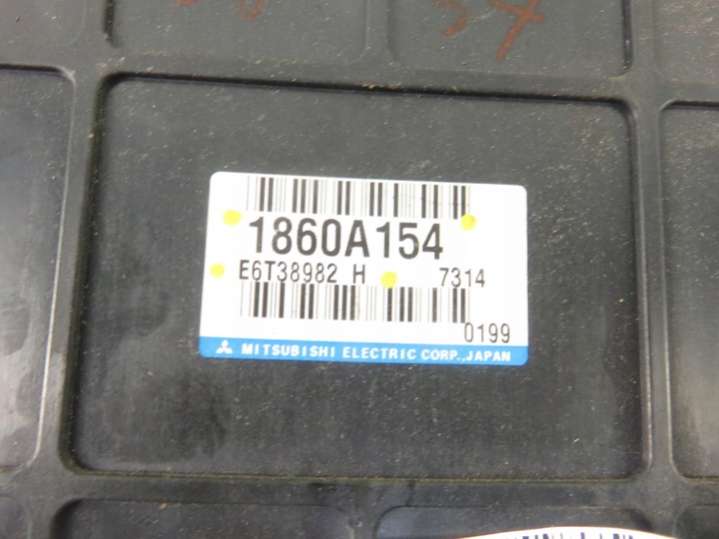 1860A154
E6T38982 H 7314
0199
MITSUBISHI ELECTRIC CORP.,JAPAN